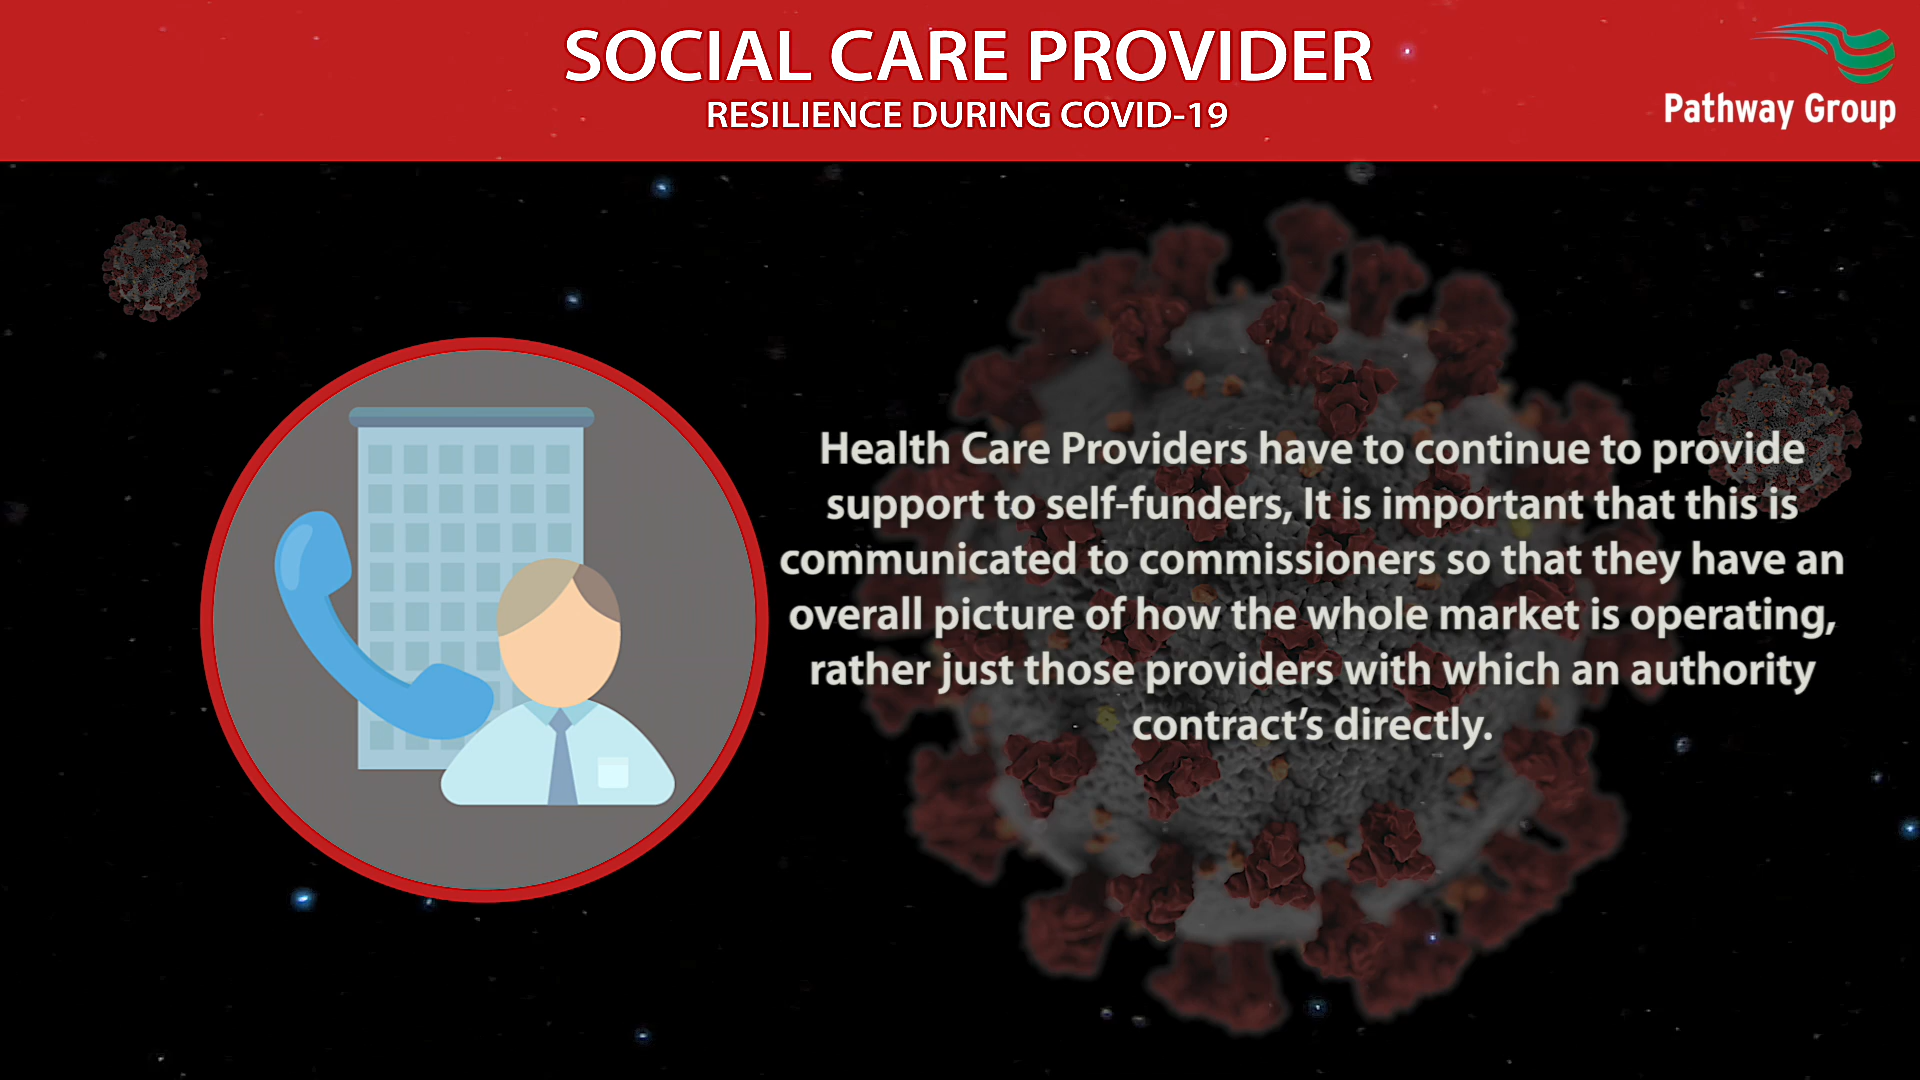 SOCIAL CARE PROVIDER
RESILIENCE DURING COVID-19
Pathway Group
Health Care Providers have to continue to provide
support to self-funders, It is important that this is
communicated to commissioners so that they have an
overall picture of how the whole market is operating,
rather just those providers with which an authority
contract’s directly.